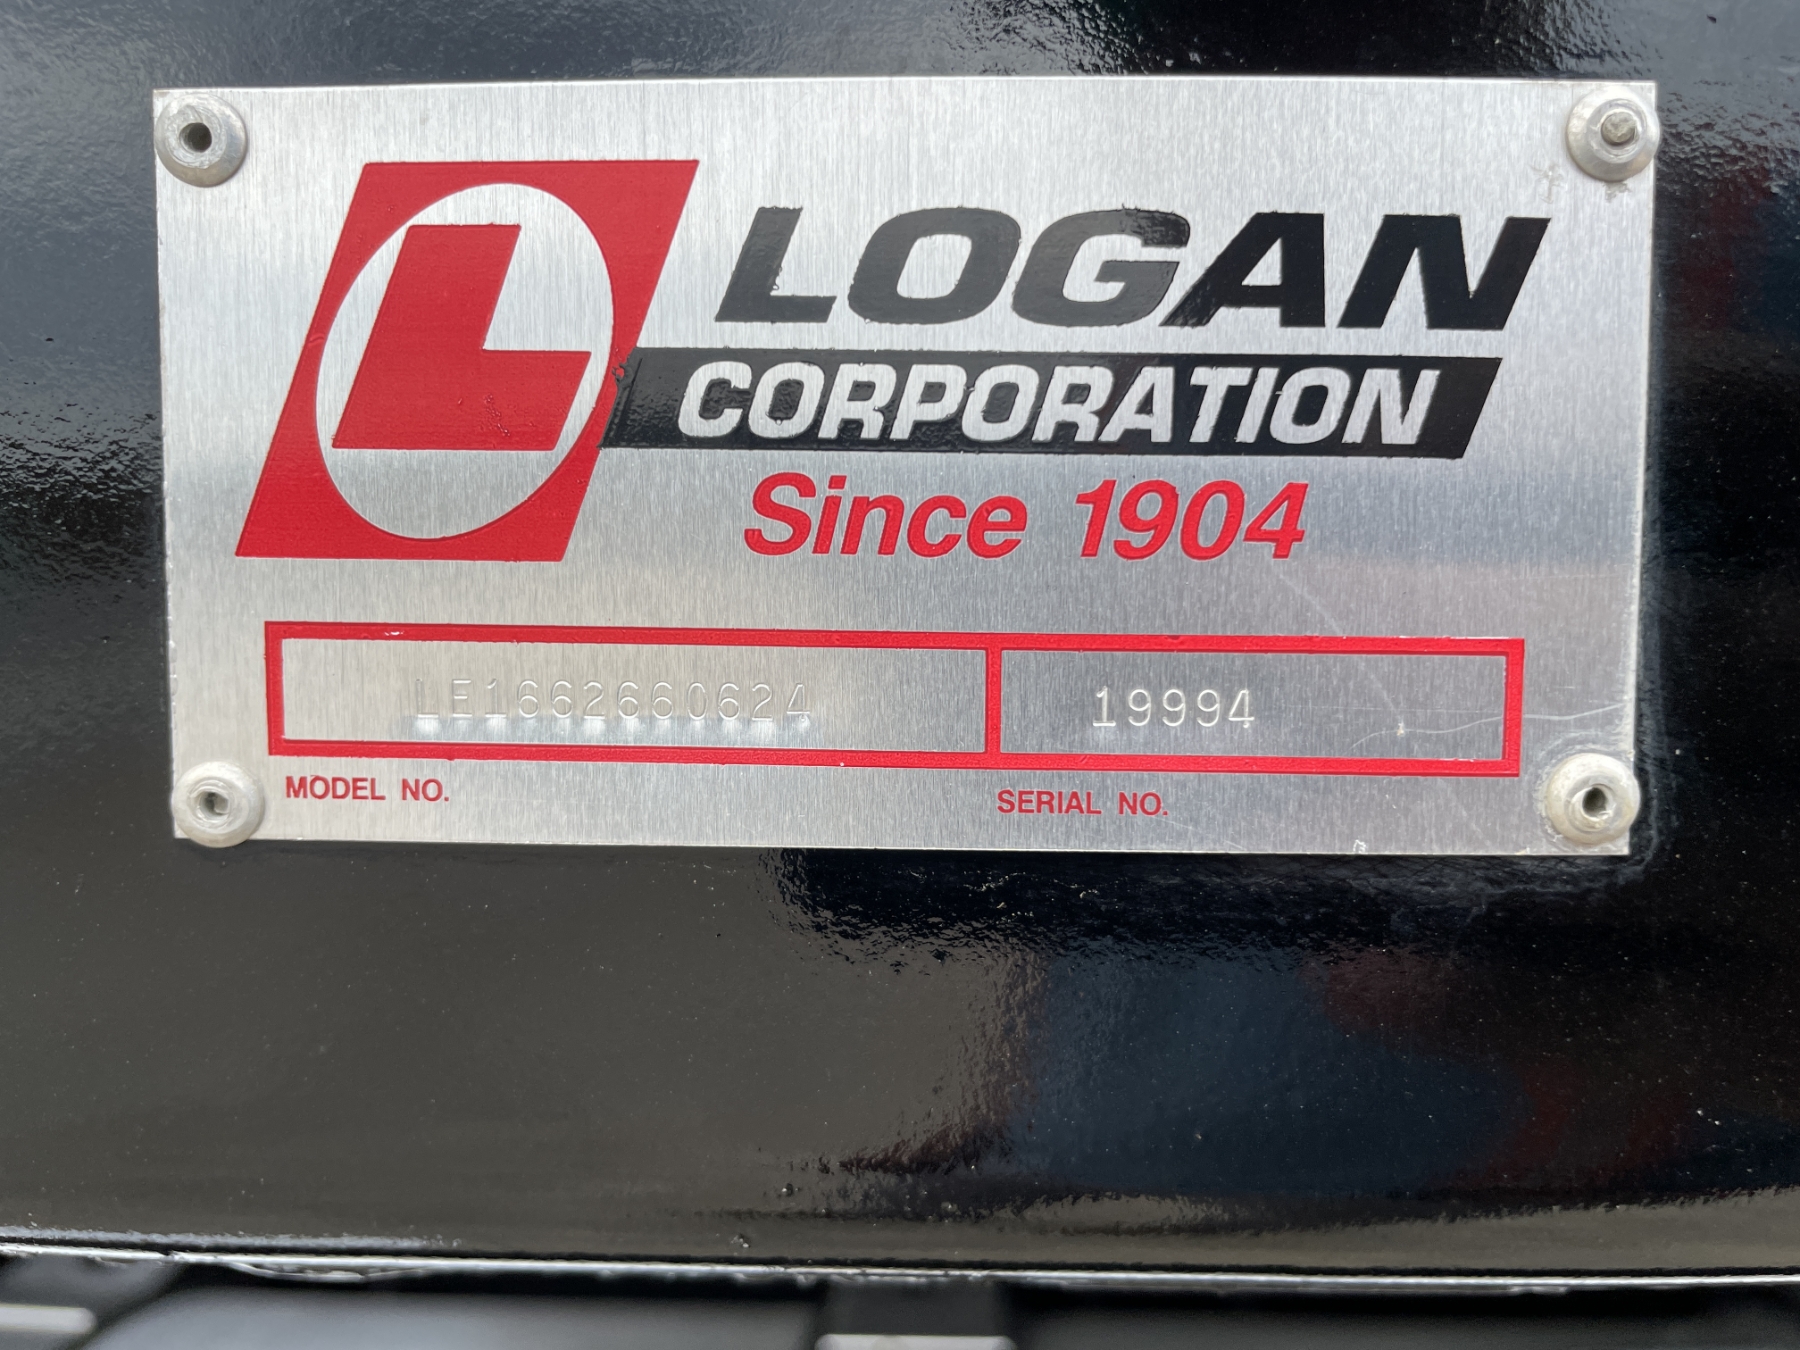 L
LOGAN
CORPORATION
Since 1904
LE1662660624 19994
MODEL NO. SERIAL NO.